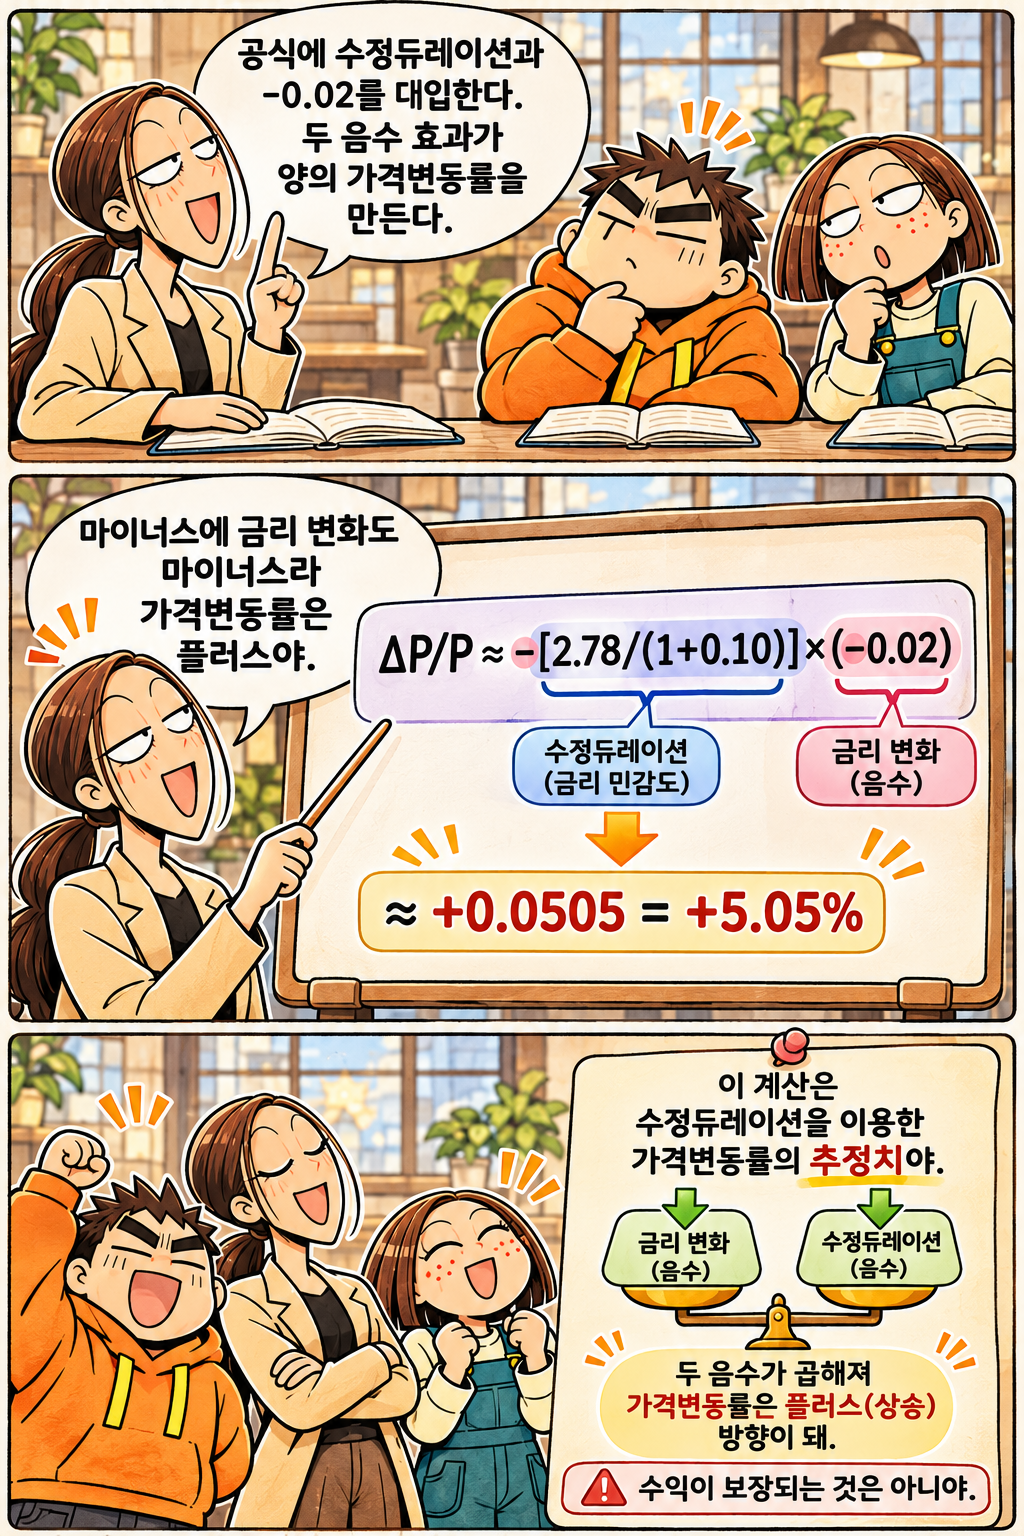 공식에 수정듀레이션과
-0.02를 대입한다.
두 음수 효과가
양의 가격변동률을
만든다.
마이너스에 금리 변화도
마이너스라
가격변동률은
플러스야.
ΔP/P ≈ -[2.78/(1+0.10)]×(-0.02)
수정듀레이션
(금리 민감도)
금리 변화
(음수)
≈ +0.0505 = +5.05%
이 계산은
수정듀레이션을 이용한
가격변동률의 추정치야.
금리 변화
(음수)
수정듀레이션
(음수)
두 음수가 곱해져
가격변동률은 플러스(상송)
방향이 돼.
수익이 보장되는 것은 아니야.